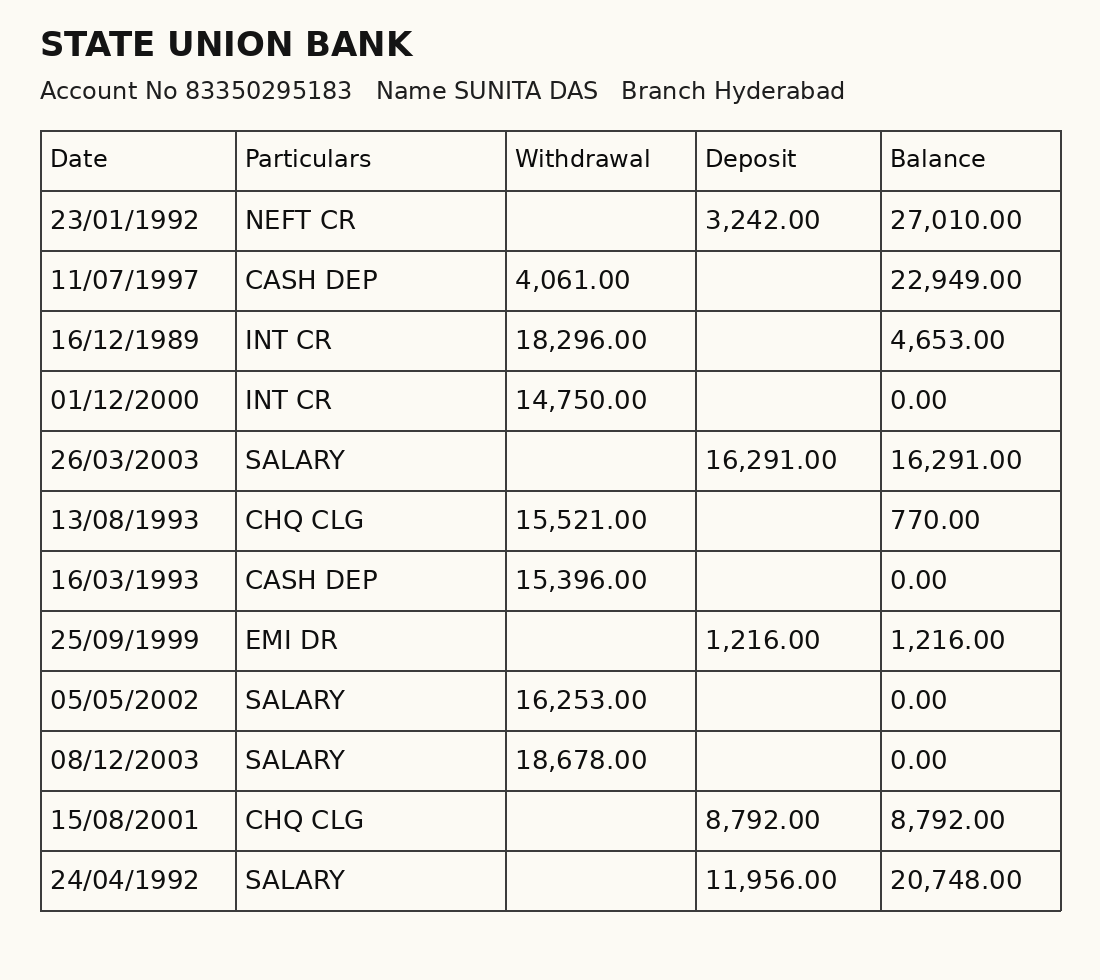 STATE UNION BANK
Account No 83350295183 Name SUNITA DAS Branch Hyderabad
Date Particulars Withdrawal Deposit Balance
23/01/1992 NEFT CR 3,242.00 27,010.00
11/07/1997 CASH DEP 4,061.00 22,949.00
16/12/1989 INT CR 18,296.00 4,653.00
01/12/2000 INT CR 14,750.00 0.00
26/03/2003 SALARY 16,291.00 16,291.00
13/08/1993 CHQ CLG 15,521.00 770.00
16/03/1993 CASH DEP 15,396.00 0.00
25/09/1999 EMI DR 1,216.00 1,216.00
05/05/2002 SALARY 16,253.00 0.00
08/12/2003 SALARY 18,678.00 0.00
15/08/2001 CHQ CLG 8,792.00 8,792.00
24/04/1992 SALARY 11,956.00 20,748.00